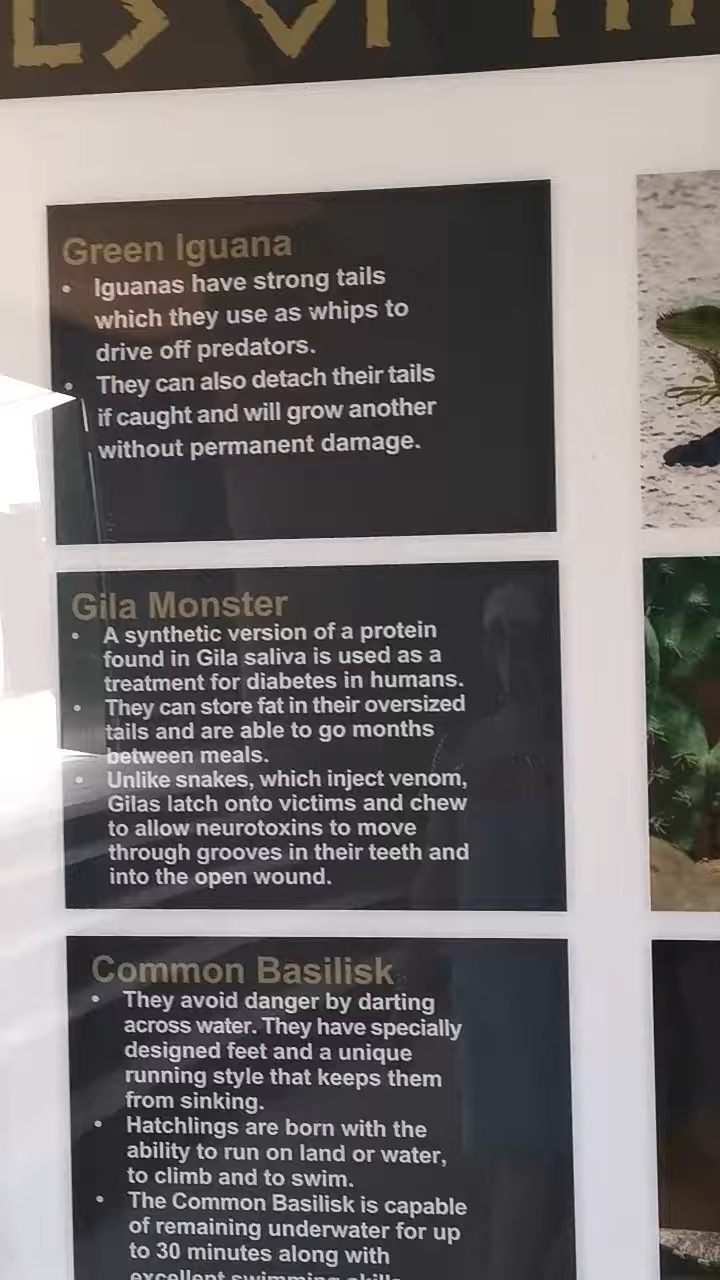 Green Iguana
• Iguanas have strong tails
which they use as whips to
drive off predators.
• They can also detach their tails
if caught and will grow another
without permanent damage.
Gila Monster
• A synthetic version of a protein
found in Gila saliva is used as a
treatment for diabetes in humans.
• They can store fat in their oversized
tails and are able to go months
between meals.
• Unlike snakes, which inject venom,
Gilas latch onto victims and chew
to allow neurotoxins to move
through grooves in their teeth and
into the open wound.
Common Basilisk
• They avoid danger by darting
across water. They have specially
designed feet and a unique
running style that keeps them
from sinking.
• Hatchlings are born with the
ability to run on land or water,
to climb and to swim.
• The Common Basilisk is capable
of remaining underwater for up
to 30 minutes along with
excellent swimming skills